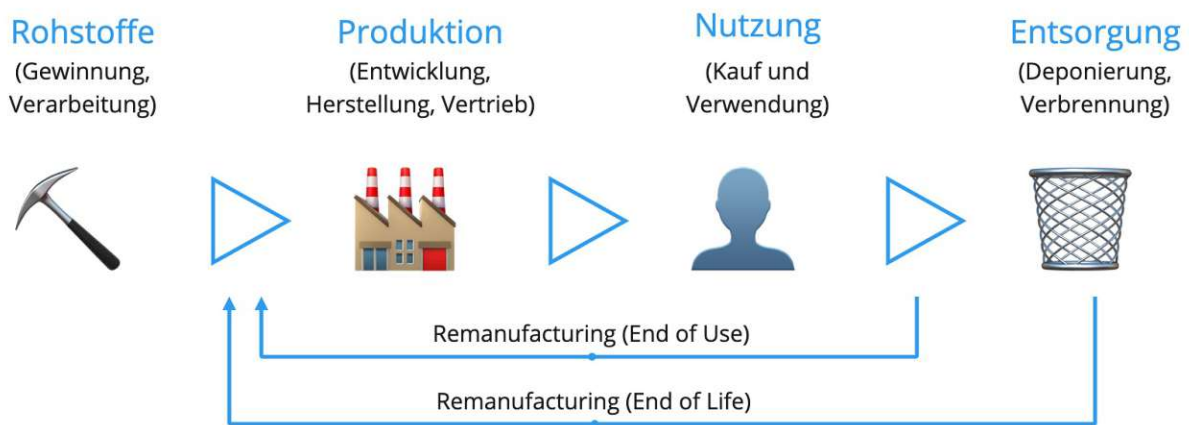 Rohstoffe
(Gewinnung,
Verarbeitung)
Produktion
(Entwicklung,
Herstellung, Vertrieb)
Nutzung
(Kauf und
Verwendung)
Entsorgung
(Deponierung,
Verbrennung)
Remanufacturing (End of Use)
Remanufacturing (End of Life)